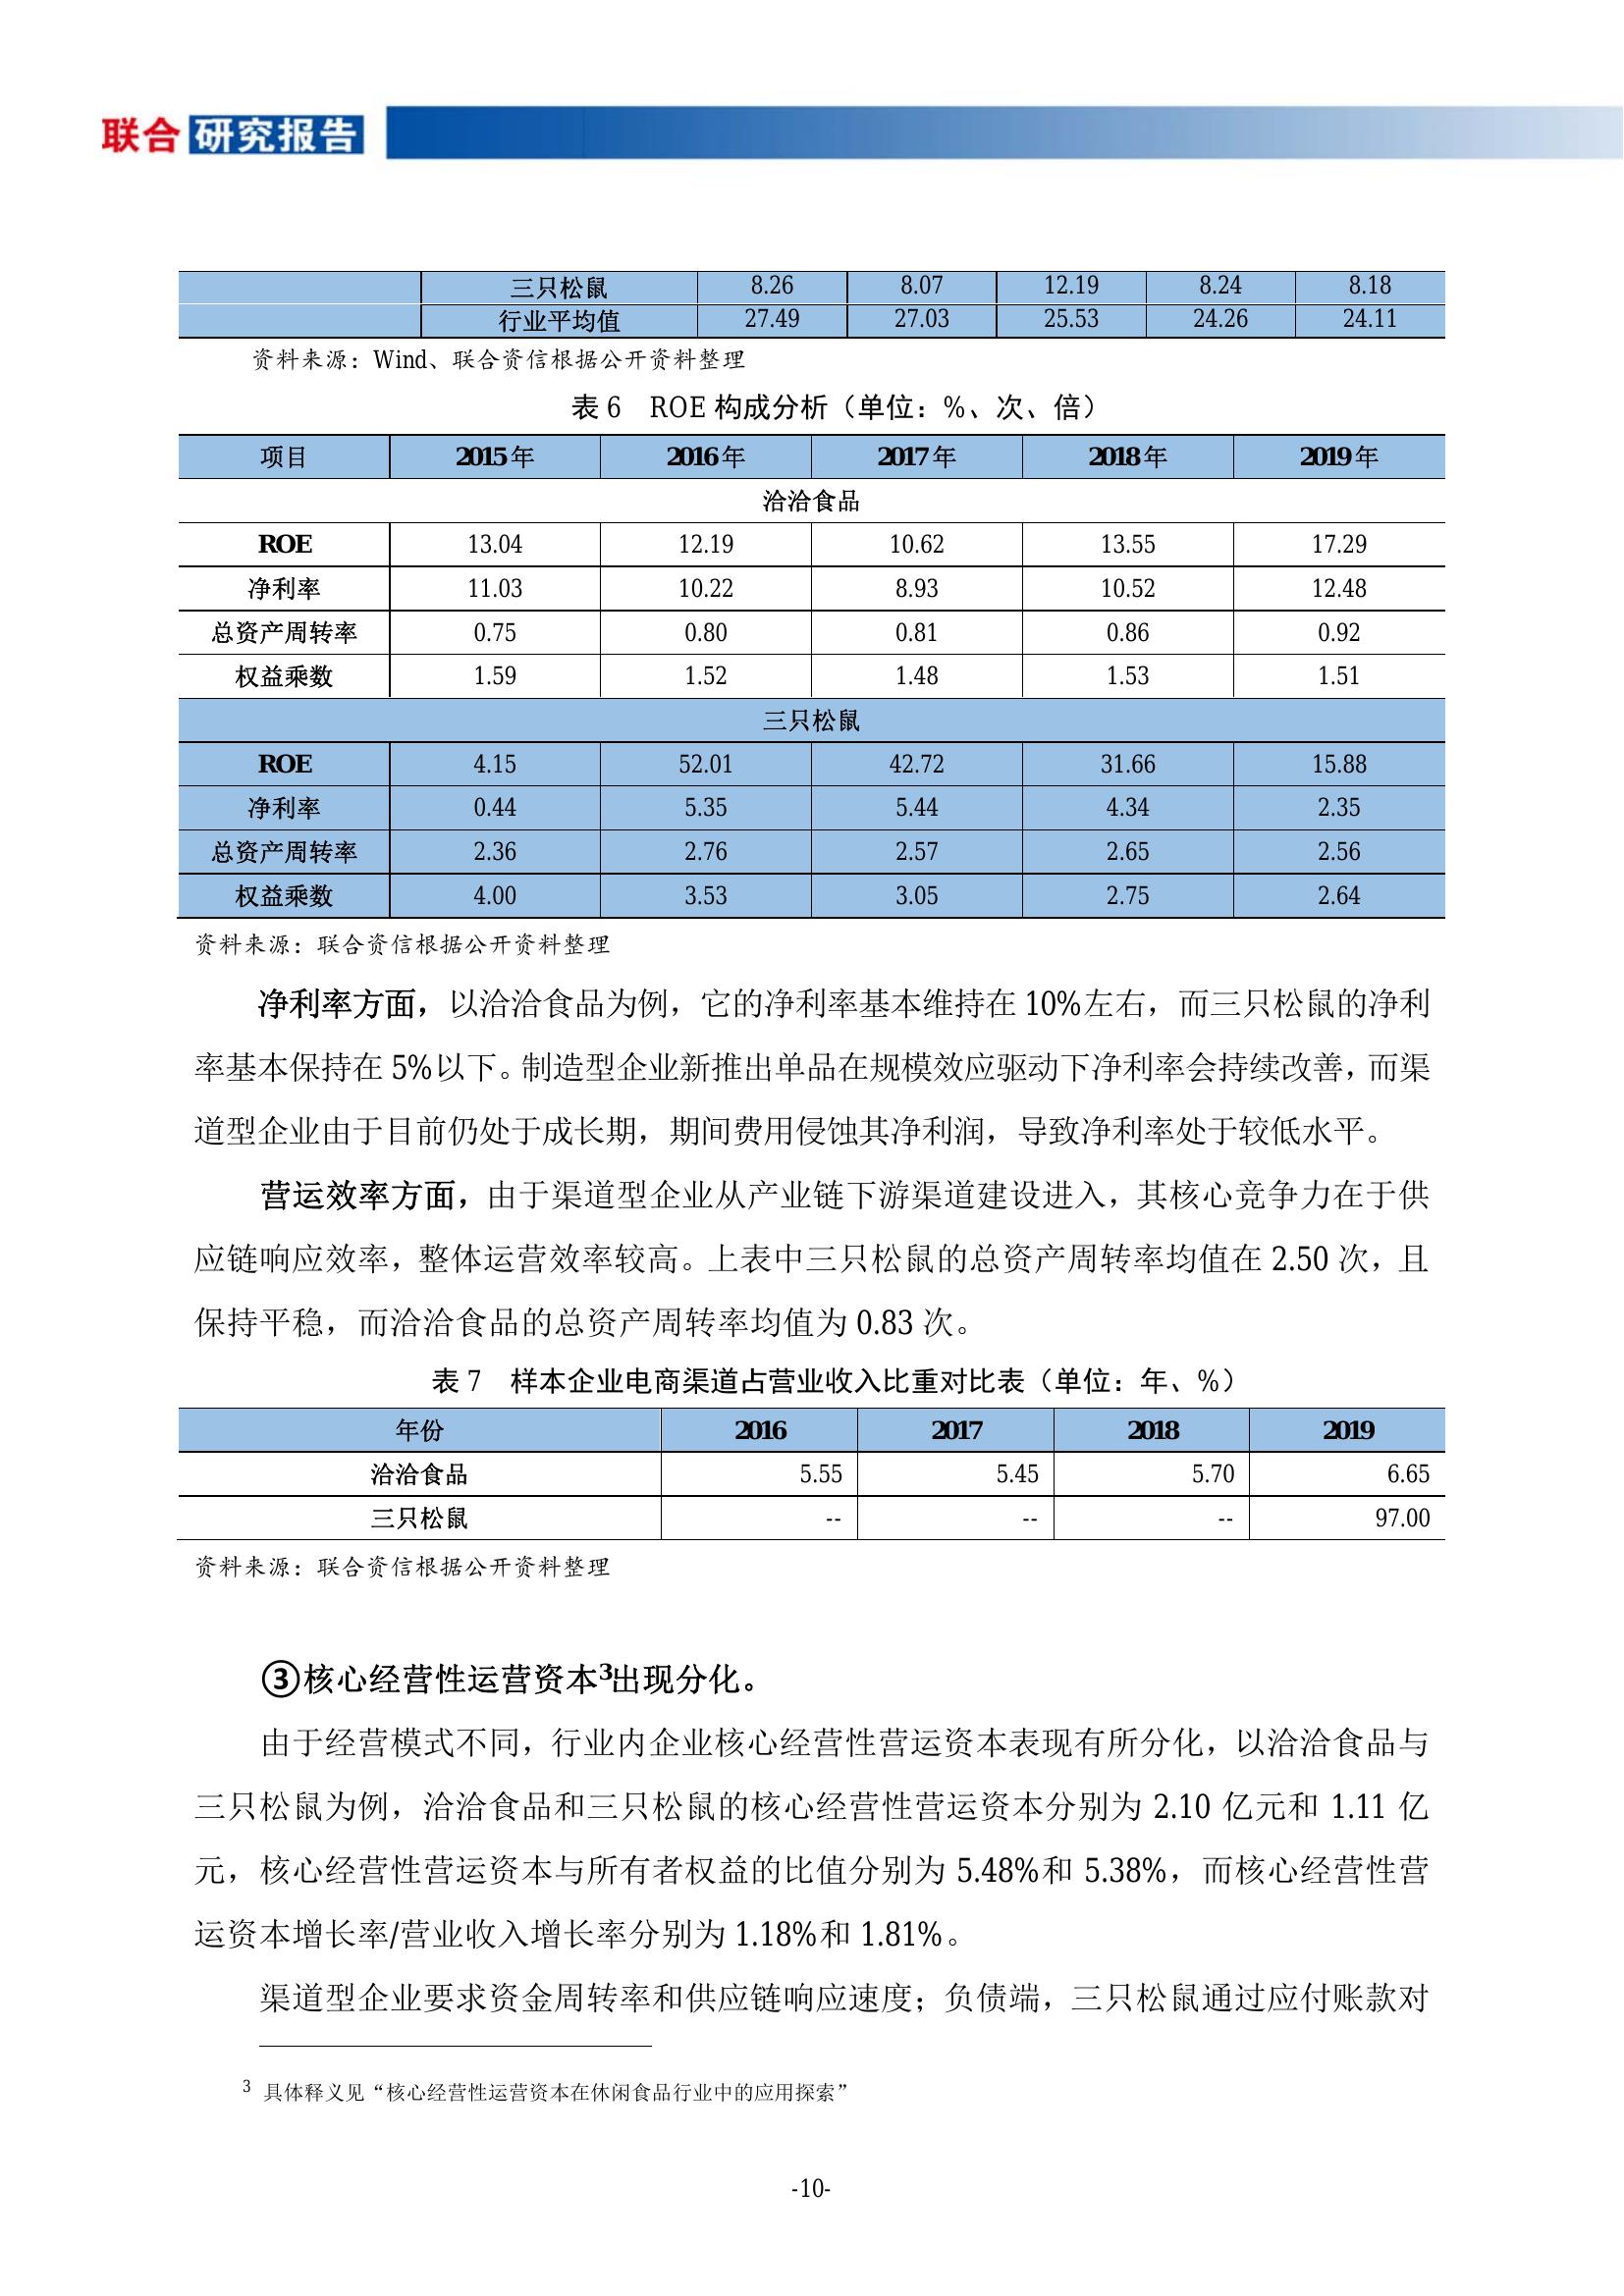 联合 研究报告
三只松鼠 8.26 8.07 12.19 8.24 8.18
行业平均值 27.49 27.03 25.53 24.26 24.11
资料来源：Wind、联合资信根据公开资料整理
表 6 ROE 构成分析（单位：%、次、倍）
项目 2015 年 2016 年 2017 年 2018 年 2019 年
洽洽食品
ROE 13.04 12.19 10.62 13.55 17.29
净利率 11.03 10.22 8.93 10.52 12.48
总资产周转率 0.75 0.80 0.81 0.86 0.92
权益乘数 1.59 1.52 1.48 1.53 1.51
三只松鼠
ROE 4.15 52.01 42.72 31.66 15.88
净利率 0.44 5.35 5.44 4.34 2.35
总资产周转率 2.36 2.76 2.57 2.65 2.56
权益乘数 4.00 3.53 3.05 2.75 2.64
资料来源：联合资信根据公开资料整理
净利率方面，以洽洽食品为例，它的净利率基本维持在 10%左右，而三只松鼠的净利
率基本保持在 5%以下。制造型企业新推出单品在规模效应驱动下净利率会持续改善，而渠
道型企业由于目前仍处于成长期，期间费用侵蚀其净利润，导致净利率处于较低水平。
营运效率方面，由于渠道型企业从产业链下游渠道建设进入，其核心竞争力在于供
应链响应效率，整体运营效率较高。上表中三只松鼠的总资产周转率均值在 2.50 次，且
保持平稳，而洽洽食品的总资产周转率均值为 0.83 次。
表 7 样本企业电商渠道占营业收入比重对比表（单位：年、%）
年份 2016 2017 2018 2019
洽洽食品 5.55 5.45 5.70 6.65
三只松鼠 -- -- -- 97.00
资料来源：联合资信根据公开资料整理
③核心经营性运营资本3出现分化。
由于经营模式不同，行业内企业核心经营性营运资本表现有所分化，以洽洽食品与
三只松鼠为例，洽洽食品和三只松鼠的核心经营性营运资本分别为 2.10 亿元和 1.11 亿
元，核心经营性营运资本与所有者权益的比值分别为 5.48%和 5.38%，而核心经营性营
运资本增长率/营业收入增长率分别为 1.18%和 1.81%。
渠道型企业要求资金周转率和供应链响应速度；负债端，三只松鼠通过应付账款对
3 具体释义见“核心经营性运营资本在休闲食品行业中的应用探索”
-10-